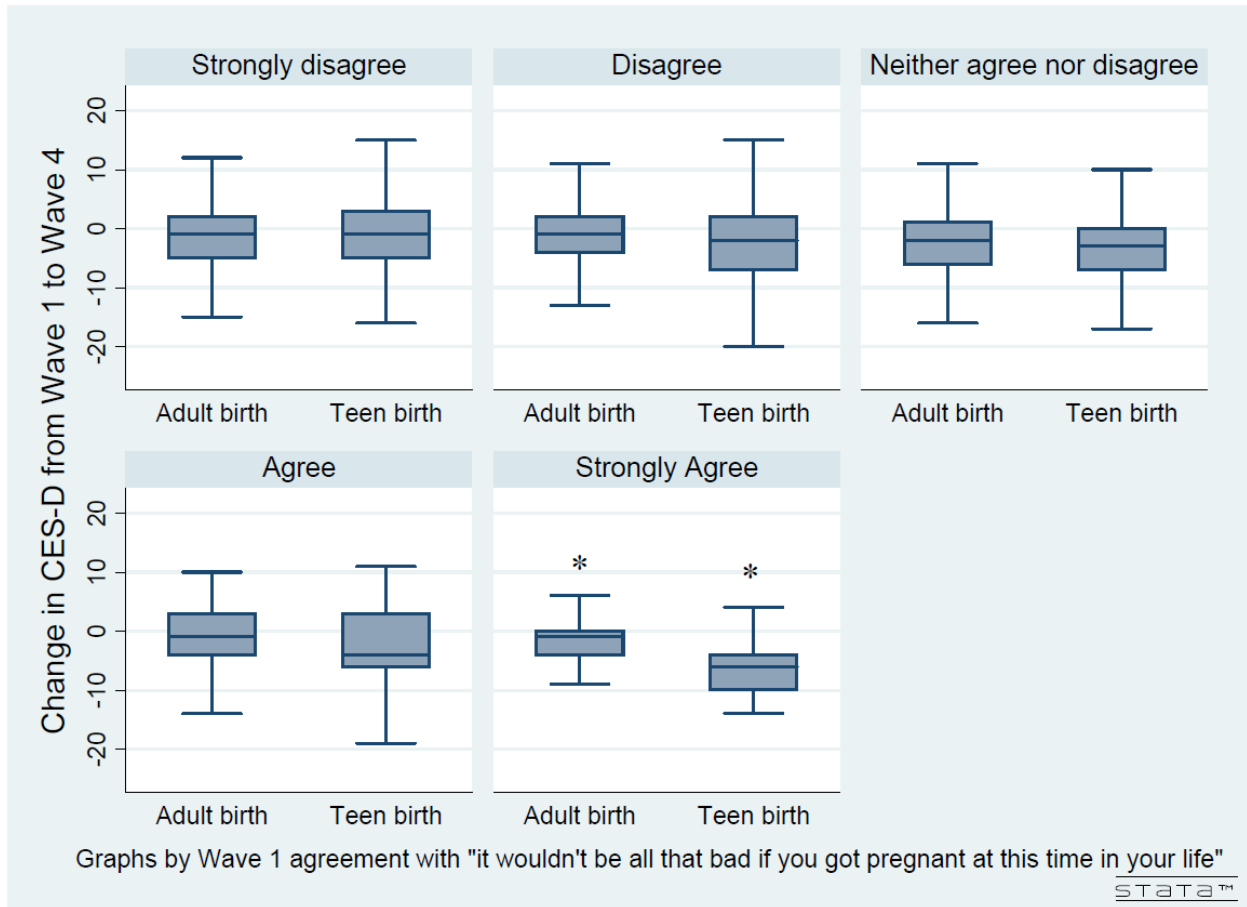 Change in CES-D from Wave 1 to Wave 4
Strongly disagree
Disagree
Neither agree nor disagree
20
10
0
-10
-20
Adult birth
Teen birth
Adult birth
Teen birth
Adult birth
Teen birth
Agree
Strongly Agree
20
10
0
-10
-20
*
*
Adult birth
Teen birth
Adult birth
Teen birth
Graphs by Wave 1 agreement with "it wouldn't be all that bad if you got pregnant at this time in your life"
STATA™